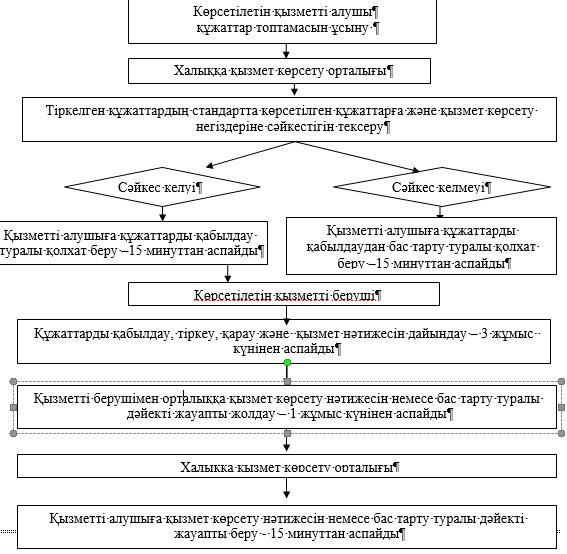 Көрсетілетін қызметті алушы¶
құжаттар топтамасын ұсыну ¶
Халыққа қызмет көрсету орталығы¶
Тіркелген құжаттардың стандартта көрсетілген құжаттарға және қызмет көрсету
негіздеріне сәйкестігін тексеру¶
Сәйкес келуі¶
Сәйкес келмеуі¶
Қызметті алушыға құжаттарды қабылдау
туралы қолхат беру – 15 минуттан аспайды¶
Қызметті алушыға құжаттарды
қабылдаудан бас тарту туралы қолхат
беру – 15 минуттан аспайды¶
Көрсетілетін қызметті беруші¶
Құжаттарды қабылдау, тіркеу, қарау және қызмет нәтижесін дайындау – 3 жұмыс
күнінен аспайды¶
Қызметті берушімен орталыққа қызмет көрсету нәтижесін немесе бас тарту туралы
дәйекті жауапты жолдау – 1 жұмыс күнінен аспайды¶
Халыққа қызмет көрсету орталығы¶
Қызметті алушыға қызмет көрсету нәтижесін немесе бас тарту туралы дәйекті
жауапты беру - 15 минуттан аспайды¶